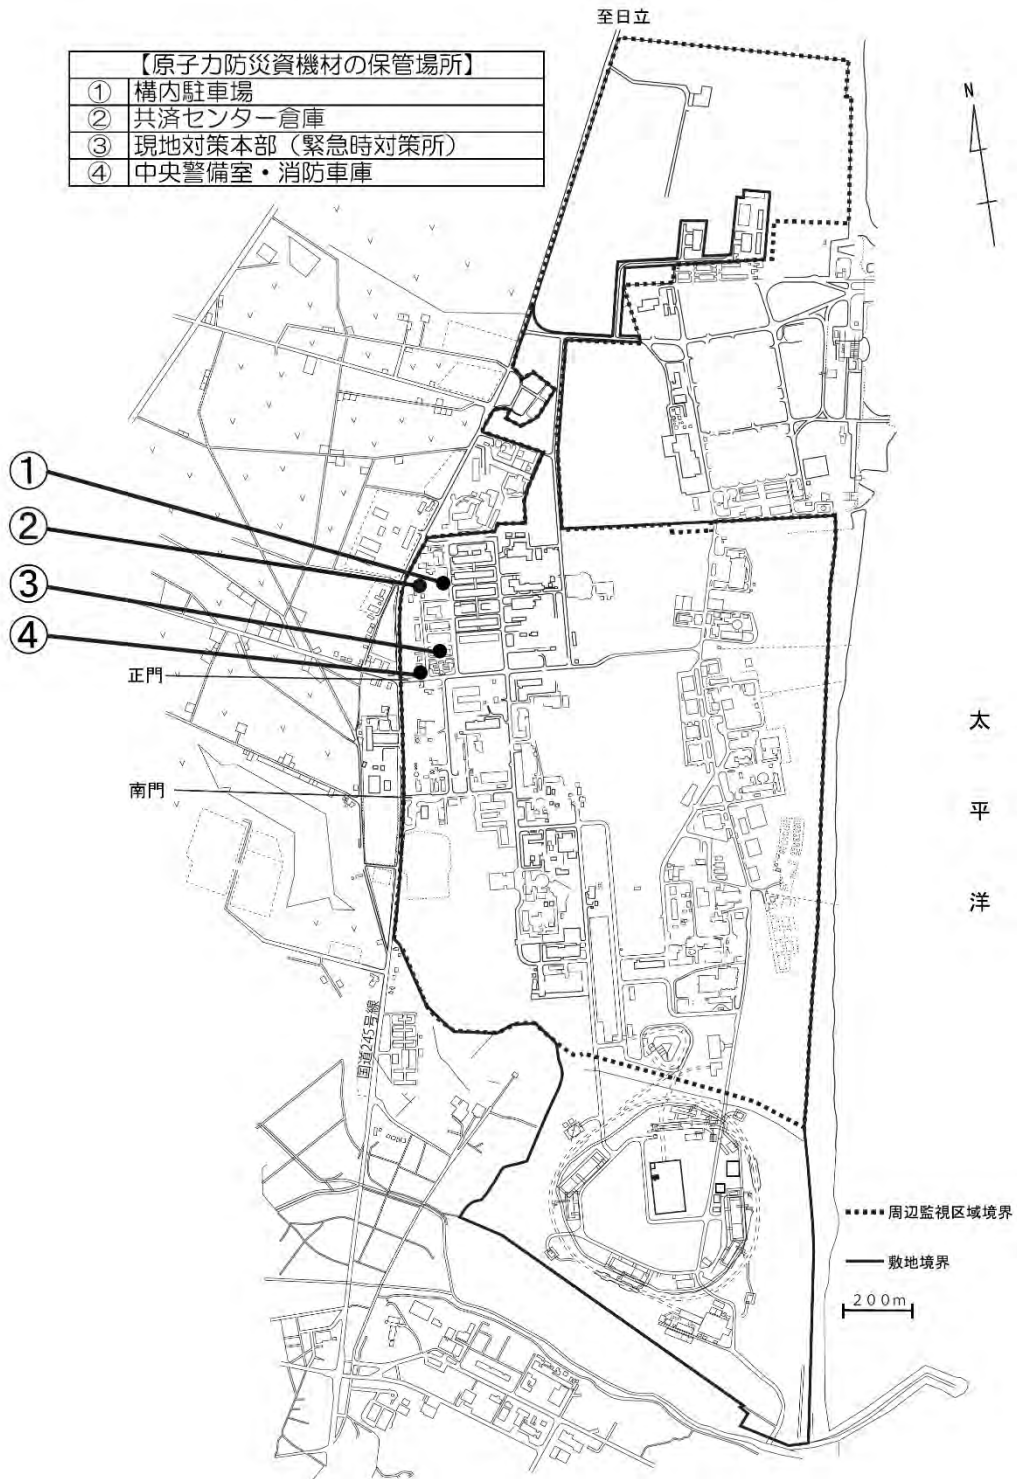 至日立
【原子力防災資機材の保管場所】
① 構内駐車場
② 共済センター倉庫
③ 現地対策本部（緊急時対策所）
④ 中央警備室・消防車庫
N
①
②
③
④
正門
南門
太平洋
国道245号線
周辺監視区域境界
敷地境界
200m